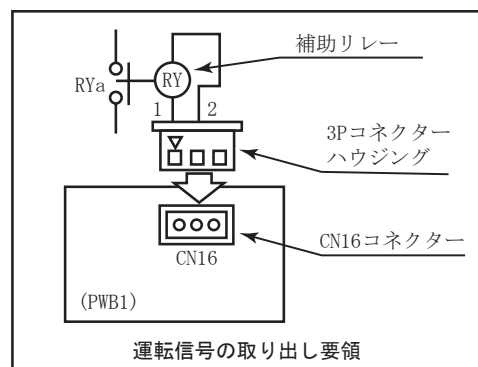 補助リレー
RY
RYa
1 2
3Pコネクター
ハウジング
CN16コネクター
CN16
(PWB1)
運転信号の取り出し要領